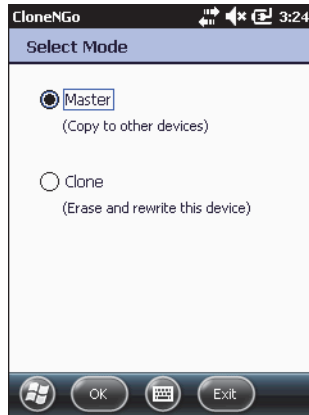 CloneNGo 3:24
Select Mode
Master
(Copy to other devices)
Clone
(Erase and rewrite this device)
OK Exit